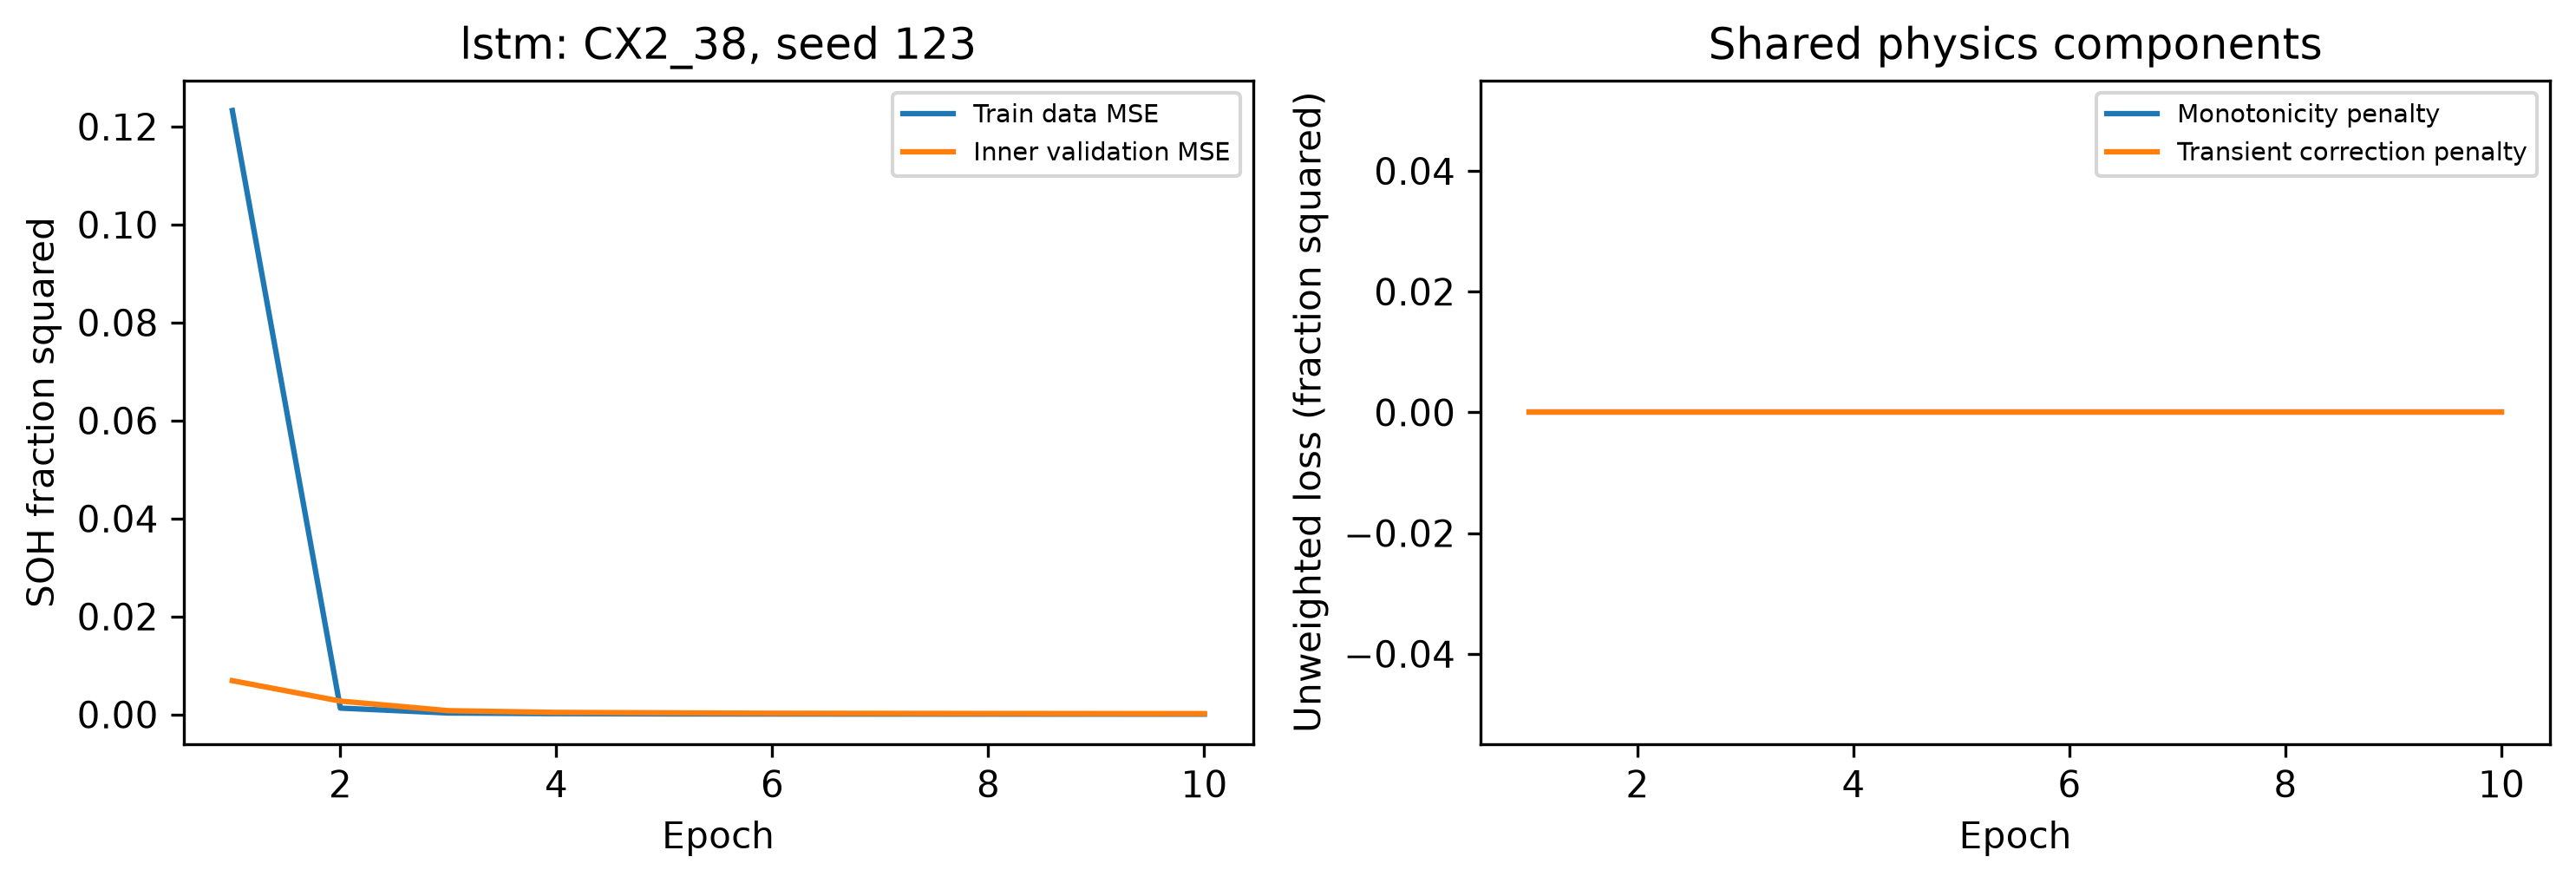 lstm: CX2_38, seed 123
SOH fraction squared
0.12
0.10
0.08
0.06
0.04
0.02
0.00
Train data MSE
Inner validation MSE
2 4 6 8 10
Epoch
Shared physics components
Unweighted loss (fraction squared)
0.04
0.02
0.00
−0.02
−0.04
Monotonicity penalty
Transient correction penalty
2 4 6 8 10
Epoch